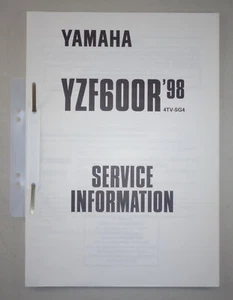 YAMAHA
YZF600R '98
4TV-SG4
SERVICE
INFORMATION